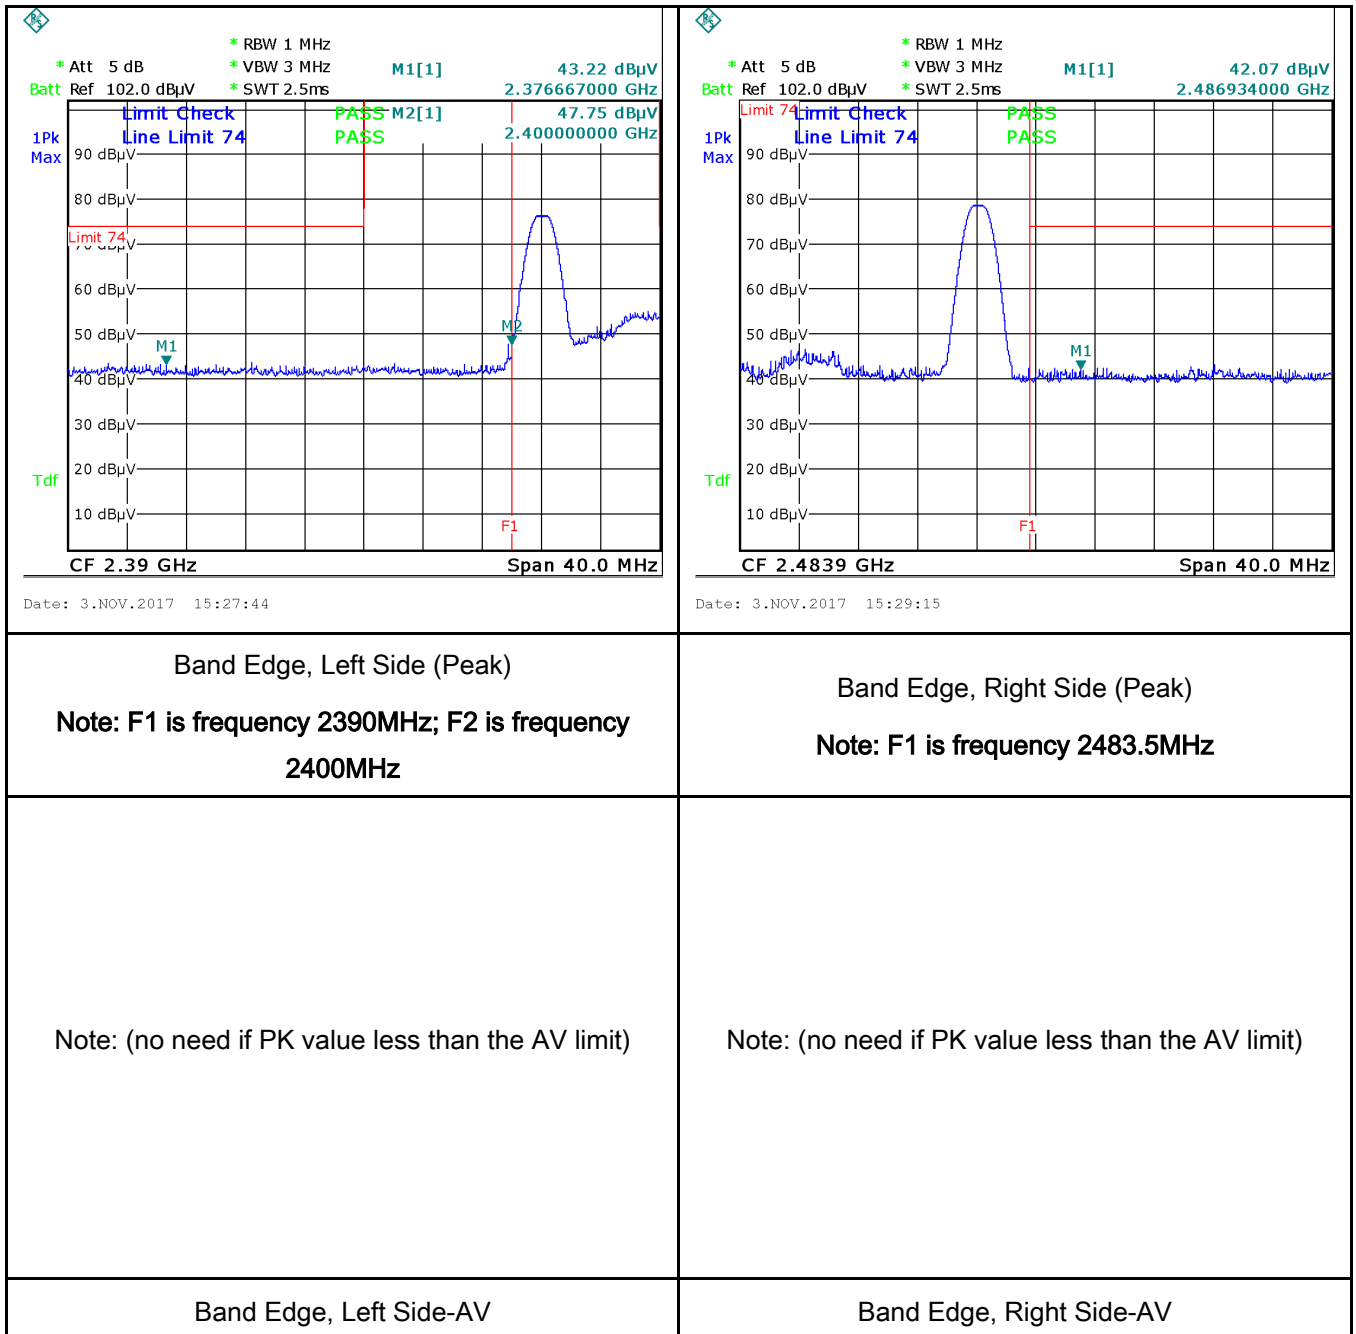 R&S
* RBW 1 MHz
* Att 5 dB * VBW 3 MHz M1[1] 43.22 dBµV
Batt Ref 102.0 dBµV * SWT 2.5ms 2.376667000 GHz
Limit Check PASS M2[1] 47.75 dBµV
1Pk Line Limit 74 PASS 2.400000000 GHz
Max 90 dBµV
80 dBµV
Limit 74
70 dBµV
60 dBµV
50 dBµV
M2
M1
40 dBµV
30 dBµV
20 dBµV
Tdf
10 dBµV
F1
CF 2.39 GHz Span 40.0 MHz
Date: 3.NOV.2017 15:27:44
R&S
* RBW 1 MHz
* Att 5 dB * VBW 3 MHz M1[1] 42.07 dBµV
Batt Ref 102.0 dBµV * SWT 2.5ms 2.486934000 GHz
Limit 74 Limit Check PASS
1Pk Line Limit 74 PASS
Max 90 dBµV
80 dBµV
70 dBµV
60 dBµV
50 dBµV
M1
40 dBµV
30 dBµV
20 dBµV
Tdf
10 dBµV
F1
CF 2.4839 GHz Span 40.0 MHz
Date: 3.NOV.2017 15:29:15
Band Edge, Left Side (Peak)
Note: F1 is frequency 2390MHz; F2 is frequency
2400MHz
Band Edge, Right Side (Peak)
Note: F1 is frequency 2483.5MHz
Note: (no need if PK value less than the AV limit)
Note: (no need if PK value less than the AV limit)
Band Edge, Left Side-AV
Band Edge, Right Side-AV